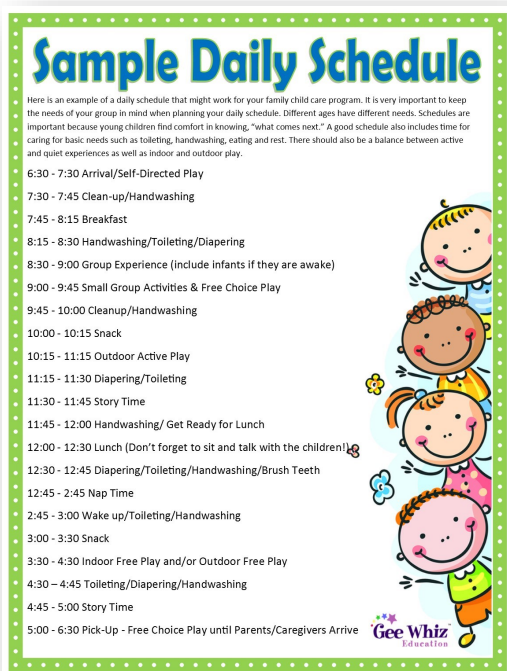 Sample Daily Schedule
Here is an example of a daily schedule that might work for your family child care program. It is very important to keep
the needs of your group in mind when planning your daily schedule. Different ages have different needs. Schedules are
important because young children find comfort in knowing, "what comes next." A good schedule also includes time for
caring for basic needs such as toileting, handwashing, eating and rest. There should also be a balance between active
and quiet experiences as well as indoor and outdoor play.
6:30 - 7:30 Arrival/Self-Directed Play
7:30 - 7:45 Clean-up/Handwashing
7:45 - 8:15 Breakfast
8:15 - 8:30 Handwashing/Toileting/Diapering
8:30 - 9:00 Group Experience (include infants if they are awake)
9:00 - 9:45 Small Group Activities & Free Choice Play
9:45 - 10:00 Cleanup/Handwashing
10:00 - 10:15 Snack
10:15 - 11:15 Outdoor Active Play
11:15 - 11:30 Diapering/Toileting
11:30 - 11:45 Story Time
11:45 - 12:00 Handwashing/ Get Ready for Lunch
12:00 - 12:30 Lunch (Don't forget to sit and talk with the children!)
12:30 - 12:45 Diapering/Toileting/Handwashing/Brush Teeth
12:45 - 2:45 Nap Time
2:45 - 3:00 Wake up/Toileting/Handwashing
3:00 - 3:30 Snack
3:30 - 4:30 Indoor Free Play and/or Outdoor Free Play
4:30 – 4:45 Toileting/Diapering/Handwashing
4:45 - 5:00 Story Time
5:00 - 6:30 Pick-Up - Free Choice Play until Parents/Caregivers Arrive
Gee Whiz
Education